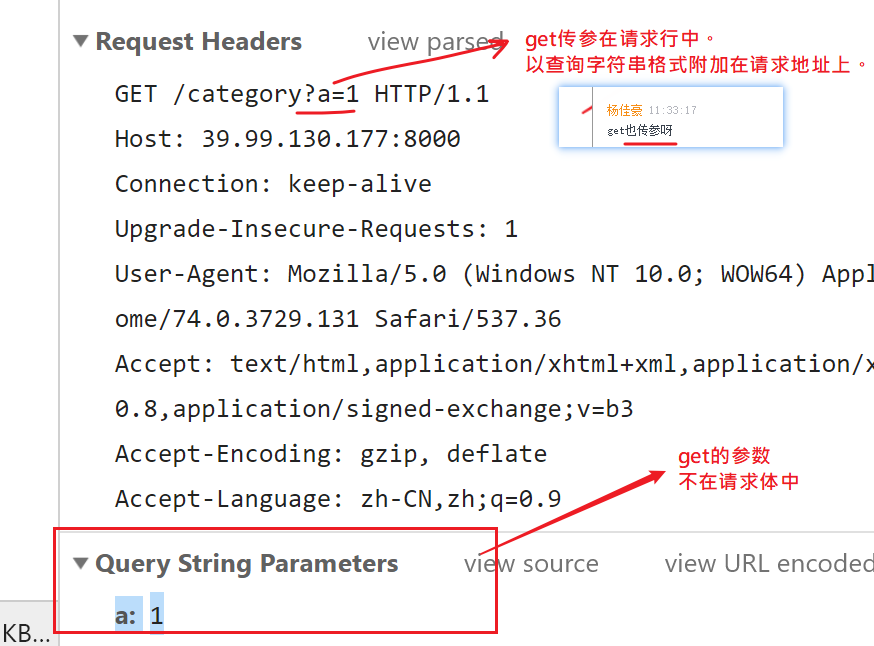 Request Headers
view parsed
get传参在请求行中。
以查询字符串格式附加在请求地址上。
GET /category?a=1 HTTP/1.1
杨佳豪 11:33:17
get也传参呀
Host: 39.99.130.177:8000
Connection: keep-alive
Upgrade-Insecure-Requests: 1
User-Agent: Mozilla/5.0 (Windows NT 10.0; WOW64) Appl
ome/74.0.3729.131 Safari/537.36
Accept: text/html,application/xhtml+xml,application/x
0.8,application/signed-exchange;v=b3
Accept-Encoding: gzip, deflate
get的参数
不在请求体中
Accept-Language: zh-CN,zh;q=0.9
Query String Parameters
view source
view URL encoded
a: 1
KB...